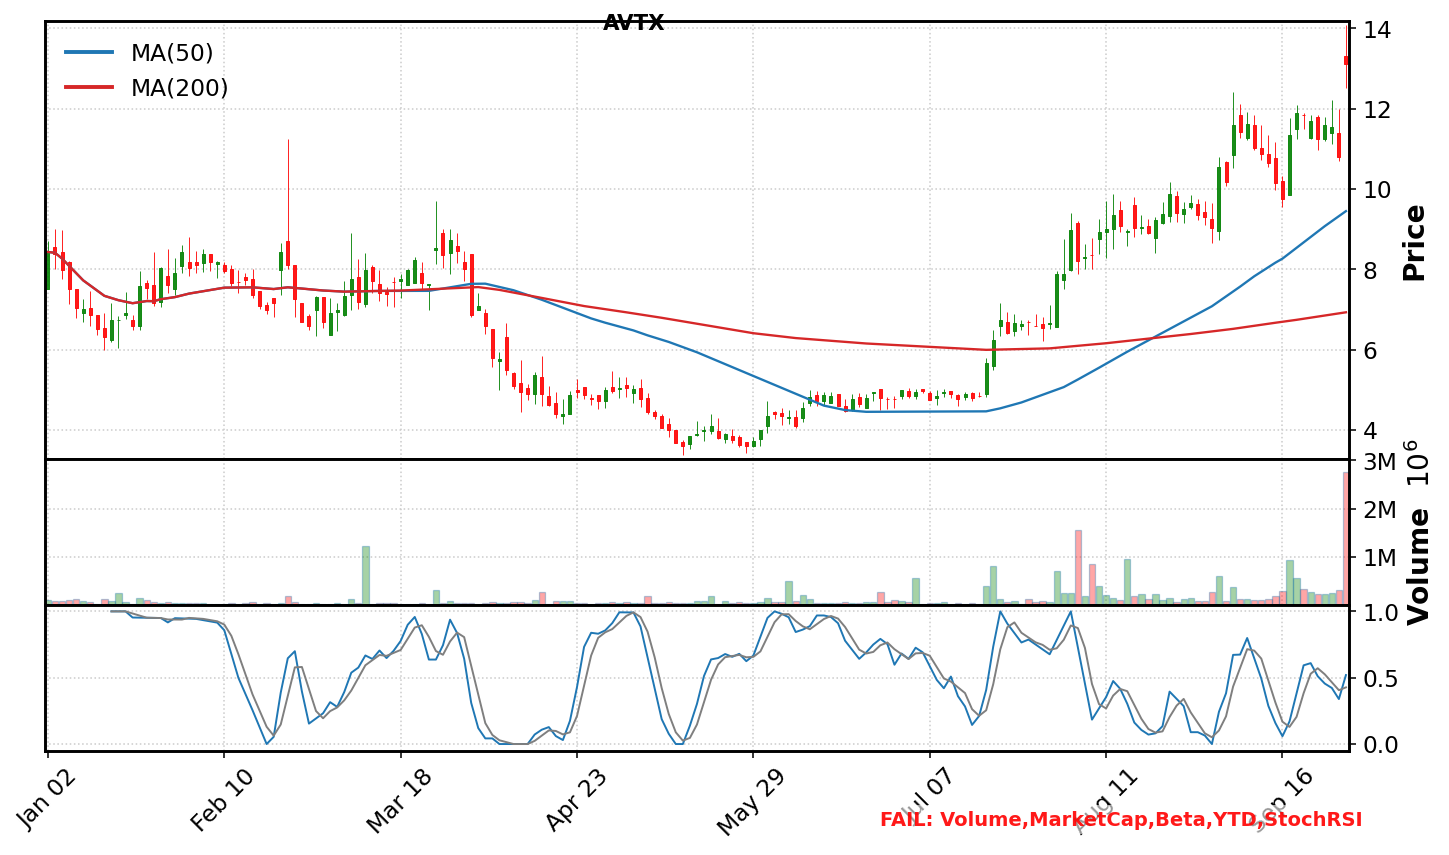 AVTX
MA(50)
MA(200)
14
12
10
8
6
4
Price
3M
2M
1M
Volume 10^6
1.0
0.5
0.0
Jan 02
Feb 10
Mar 18
Apr 23
May 29
Jul 07
Aug 11
Sep 16
FAIL: Volume,MarketCap,Beta,YTD,StochRSI